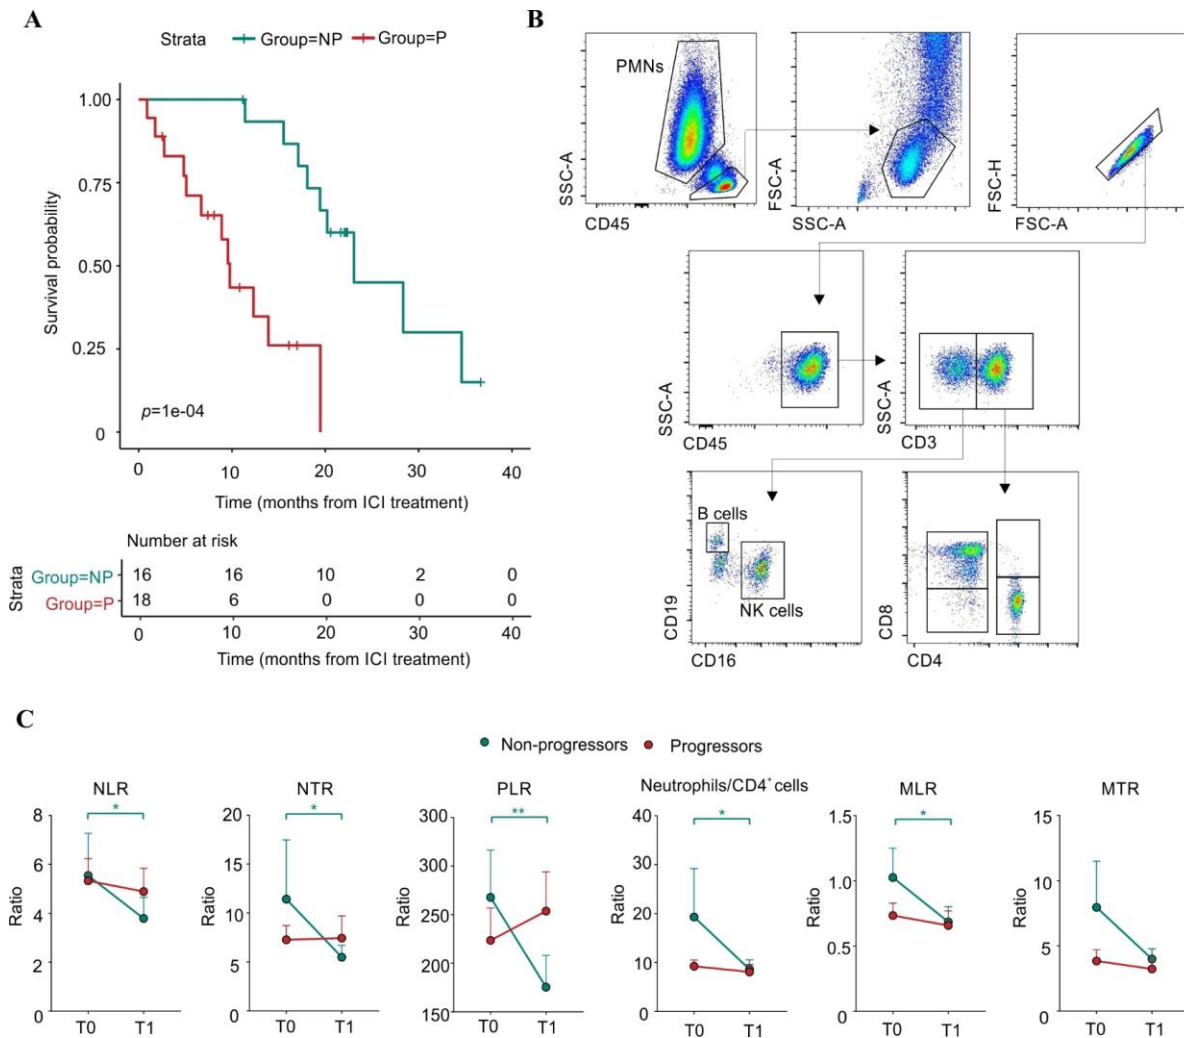 A
Strata Group=NP Group=P
Survival probability
1.00
0.75
0.50
0.25
0
p=1e-04
0 10 20 30 40
Time (months from ICI treatment)
Number at risk
Strata
Group=NP 16 16 10 2 0
Group=P 18 6 0 0 0
0 10 20 30 40
Time (months from ICI treatment)
B
PMNs
SSC-A
CD45
FSC-A
SSC-A
FSC-H
FSC-A
SSC-A
CD45
SSC-A
CD3
B cells
NK cells
CD19
CD16
CD8
CD4
C
Non-progressors Progressors
NLR
*
Ratio
8
6
4
2
0
T0 T1
NTR
*
Ratio
20
15
10
5
0
T0 T1
PLR
**
Ratio
350
300
250
200
150
T0 T1
Neutrophils/CD4⁺ cells
*
Ratio
40
30
20
10
0
T0 T1
MLR
*
Ratio
1.5
1.0
0.5
0
T0 T1
MTR
Ratio
15
10
5
0
T0 T1